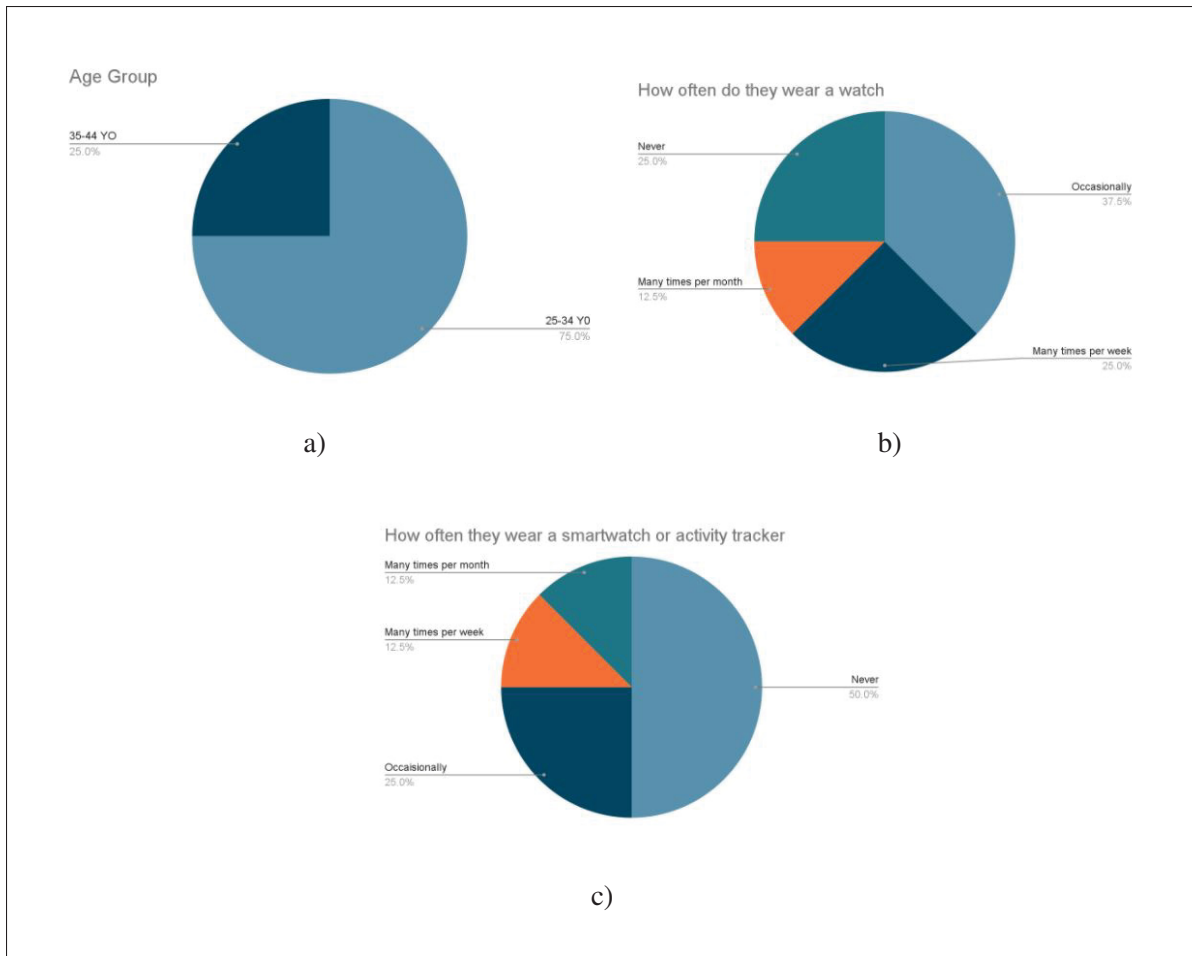 Age Group
35-44 YO
25.0%
25-34 Y0
75.0%
a)
How often do they wear a watch
Never
25.0%
Occasionally
37.5%
Many times per month
12.5%
Many times per week
25.0%
b)
How often they wear a smartwatch or activity tracker
Many times per month
12.5%
Many times per week
12.5%
Never
50.0%
Occaisionally
25.0%
c)